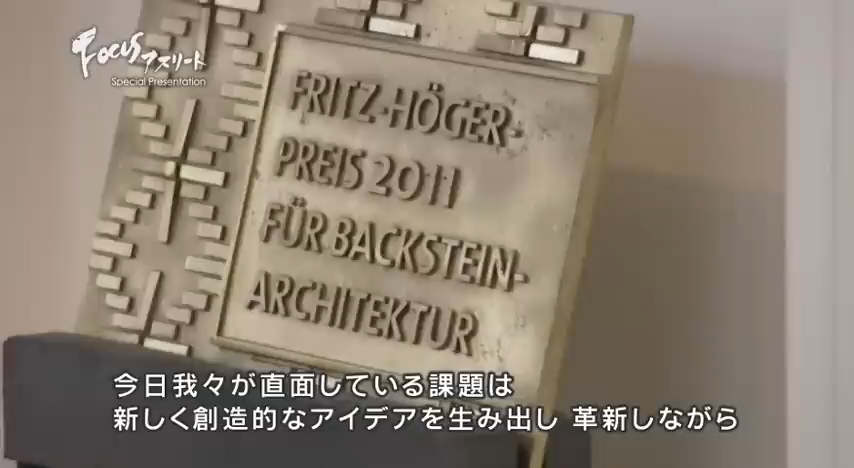 Focus アスリート
Special Presentation
FRITZ-HÖGER-
PREIS 2011
FÜR BACKSTEIN-
ARCHITEKTUR
今日我々が直面している課題は
新しく創造的なアイデアを生み出し 革新しながら